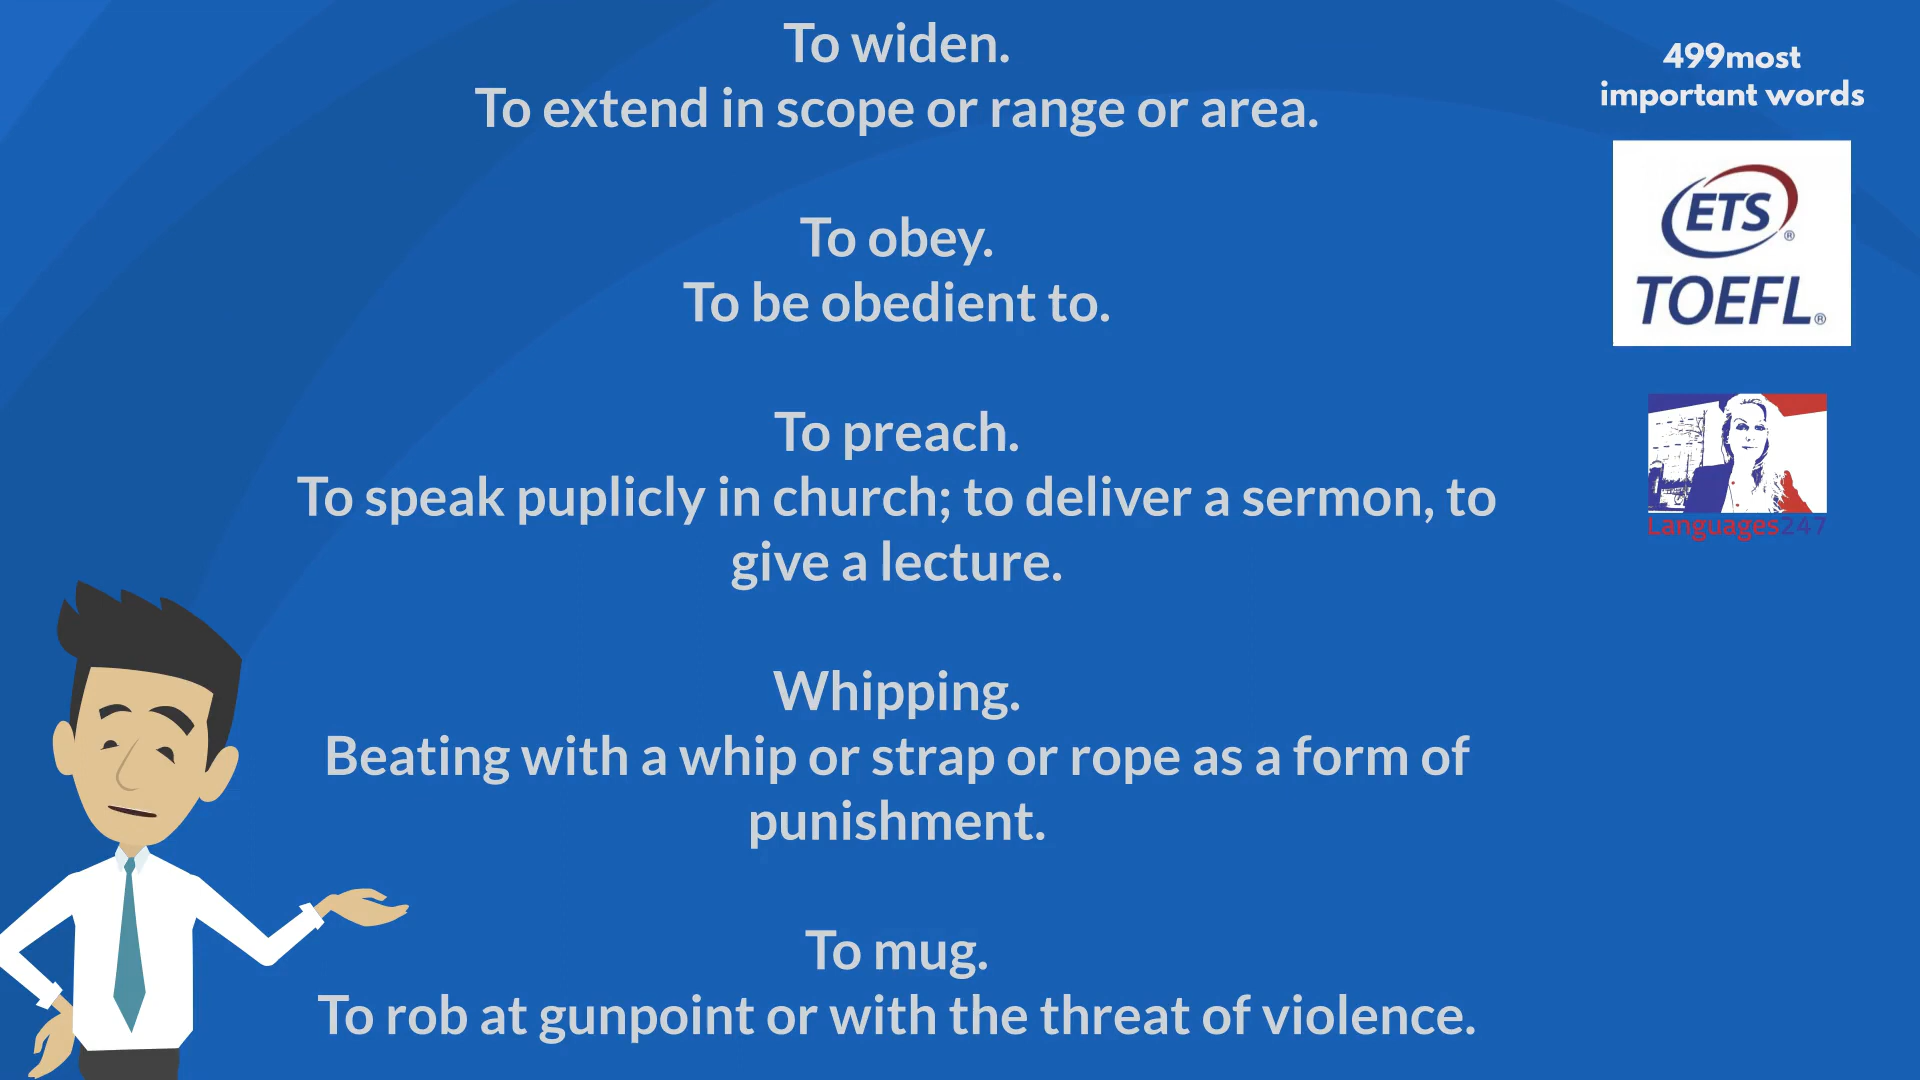 To widen.
To extend in scope or range or area.
To obey.
To be obedient to.
To preach.
To speak puplicly in church; to deliver a sermon, to
give a lecture.
Whipping.
Beating with a whip or strap or rope as a form of
punishment.
To mug.
To rob at gunpoint or with the threat of violence.
499most
important words
ETS®
TOEFL®
Languages247